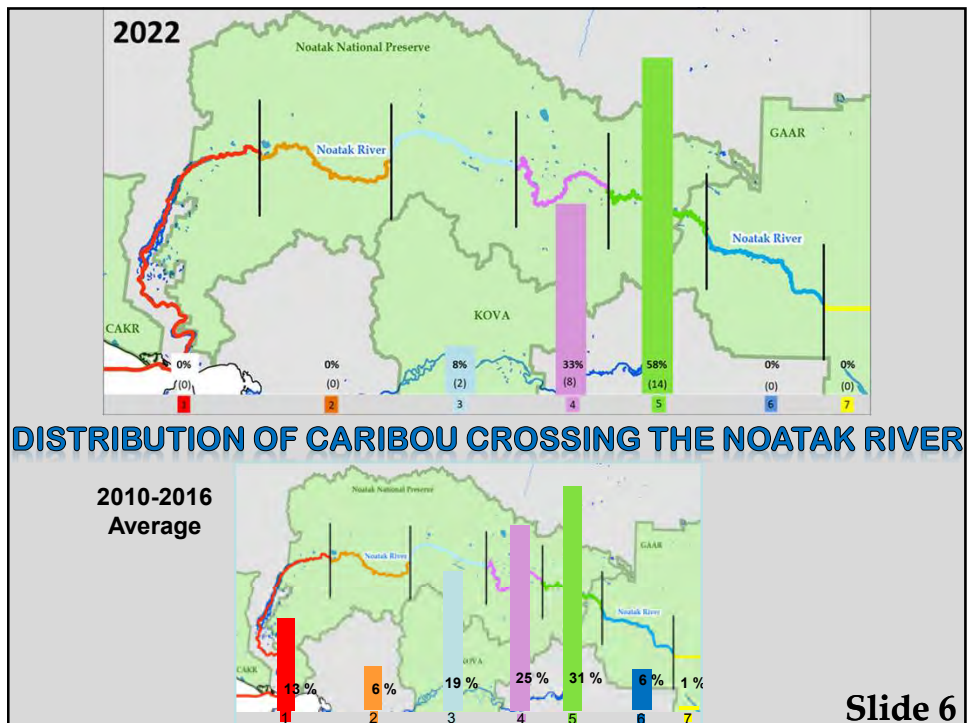 2022
Noatak National Preserve
GAAR
Noatak River
Noatak River
KOVA
CAKR
0% 0% 8% 33% 58% 0% 0%
(0) (0) (2) (8) (14) (0) (0)
1 2 3 4 5 6 7
DISTRIBUTION OF CARIBOU CROSSING THE NOATAK RIVER
2010-2016
Average
Noatak National Preserve
GAAR
Noatak River
Noatak River
KOVA
CAKR
13 % 6 % 19 % 25 % 31 % 6 % 1 %
1 2 3 4 5 6 7
Slide 6